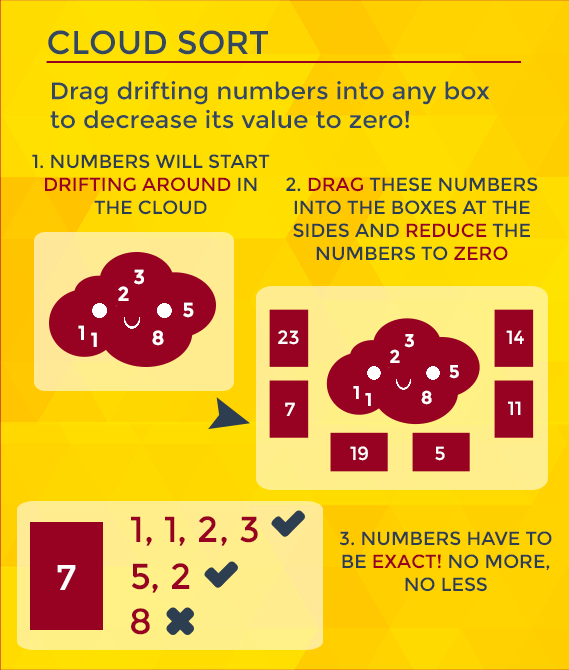 CLOUD SORT
Drag drifting numbers into any box
to decrease its value to zero!
1. NUMBERS WILL START
DRIFTING AROUND IN
THE CLOUD
3
2
5
1
1
8
2. DRAG THESE NUMBERS
INTO THE BOXES AT THE
SIDES AND REDUCE THE
NUMBERS TO ZERO
23
14
3
2
5
1
1
8
7
11
19
5
7
1, 1, 2, 3
5, 2
8
3. NUMBERS HAVE TO
BE EXACT! NO MORE,
NO LESS